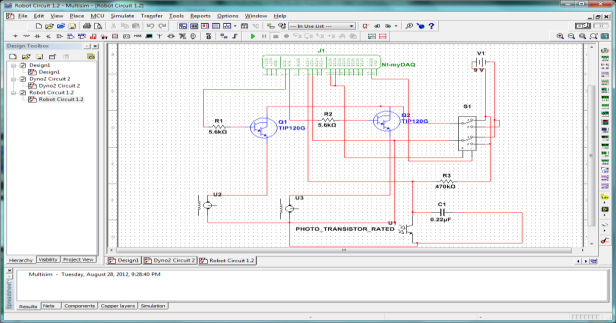 Robot Circuit 1.2 - Multisim - [Robot Circuit 1.2]
File Edit View Place MCU Simulate Transfer Tools Reports Options Window Help
--- In Use List ---
Design Toolbox
Design1
Design1
Dyno2 Circuit 2
Dyno2 Circuit 2
Robot Circuit 1.2
Robot Circuit 1.2
Hierarchy Visibility Project View
J1
NI-myDAQ
V1
9 V
S1
R1
5.6kΩ
Q1
TIP120G
R2
5.6kΩ
Q2
TIP120G
R3
470kΩ
C1
0.22µF
U2
U3
U1
PHOTO_TRANSISTOR_RATED
Design1 Dyno2 Circuit 2 Robot Circuit 1.2
Multisim - Tuesday, August 28, 2012, 9:28:40 PM
Results Nets Components Copper layers Simulation